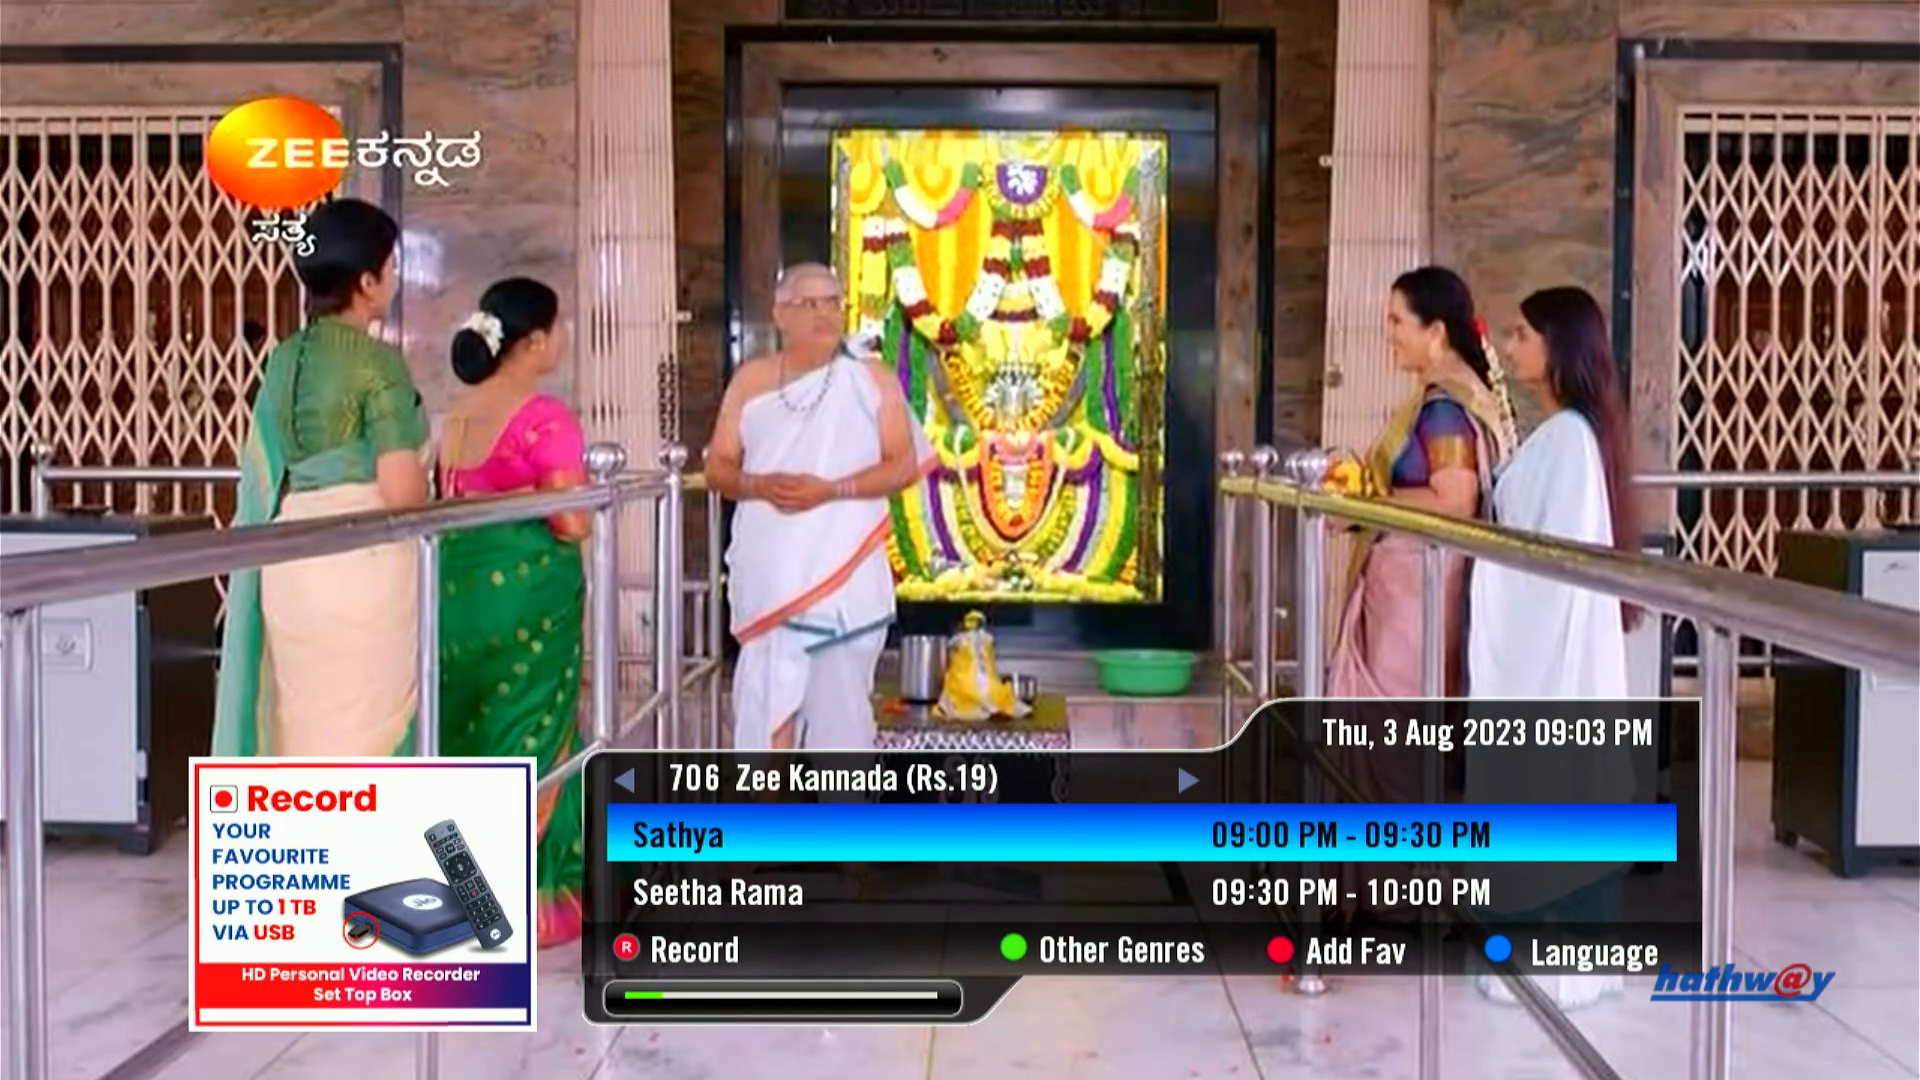 ZEEಕನ್ನಡ
ಸತ್ಯ
Thu, 3 Aug 2023 09:03 PM
706 Zee Kannada (Rs.19)
Sathya 09:00 PM - 09:30 PM
Seetha Rama 09:30 PM - 10:00 PM
R Record Other Genres Add Fav Language
hathw@y
Record
YOUR
FAVOURITE
PROGRAMME
UP TO 1 TB
VIA USB
Jio
HD Personal Video Recorder
Set Top Box